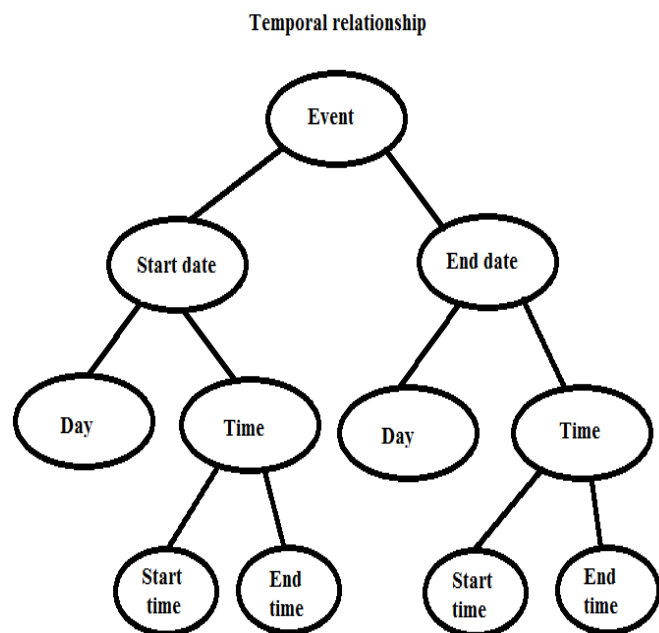 Temporal relationship
Event
Start date
End date
Day
Time
Day
Time
Start
time
End
time
Start
time
End
time